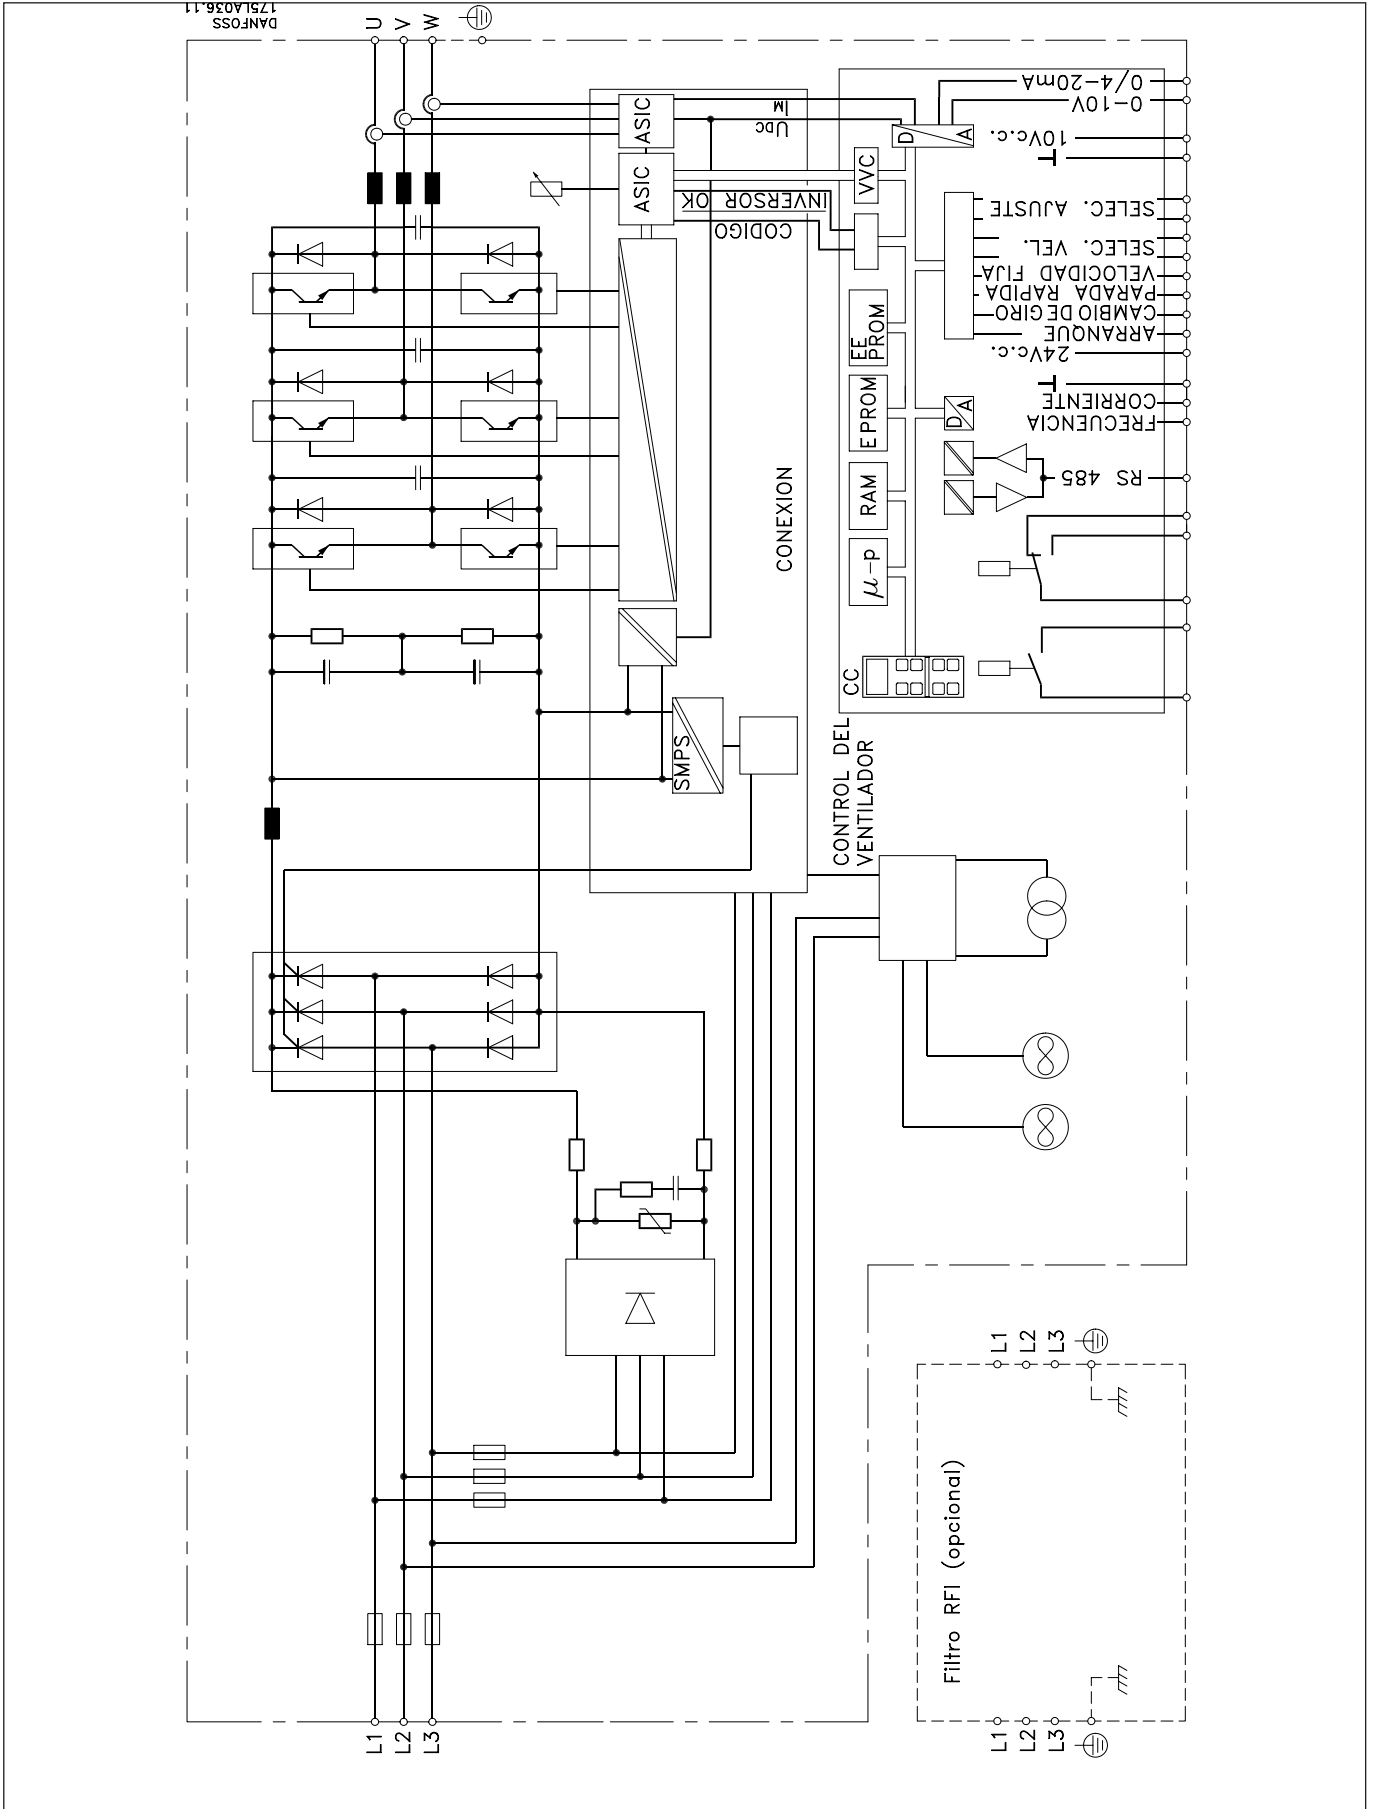 DANFOSS
175LA036.11
U
V
W
ASIC
ASIC
IM
UDC
INVERSOR OK
CODIGO
CONEXION
SMPS
D
A
VVC
EE
PROM
EPROM
RAM
µ-p
CC
D
A
0/4-20mA
0-10V
10Vc.c.
SELEC. AJUSTE
SELEC. VEL.
VELOCIDAD FIJA
PARADA RAPIDA
CAMBIO DE GIRO
ARRANQUE
24Vc.c.
CORRIENTE
FRECUENCIA
RS 485
CONTROL DEL
VENTILADOR
L1
L2
L3
Filtro RFI (opcional)
L1
L2
L3
L1
L2
L3